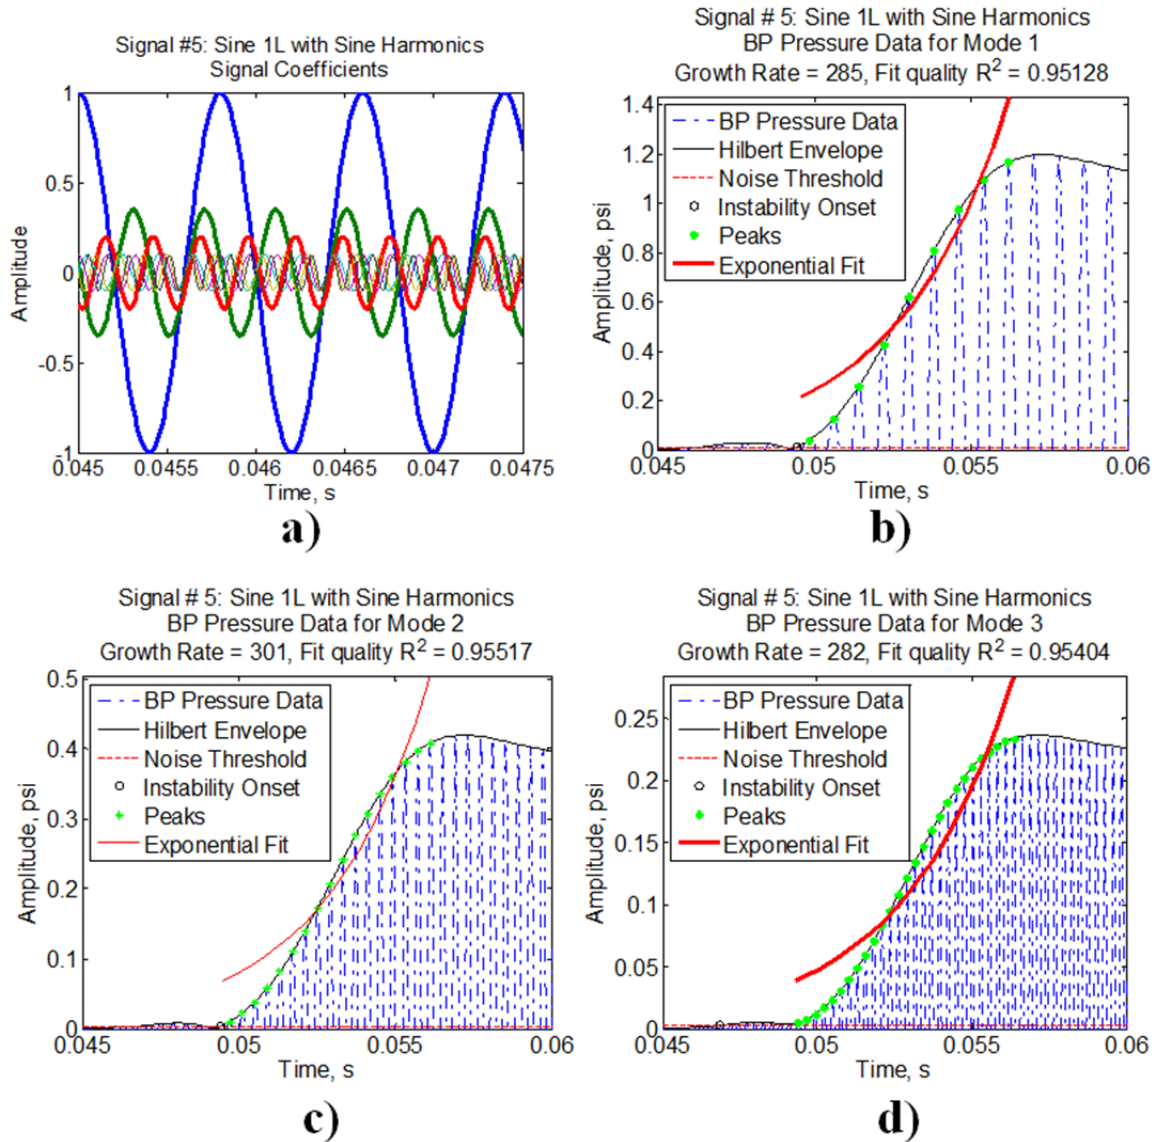 Signal #5: Sine 1L with Sine Harmonics
Signal Coefficients
1
0.5
0
-0.5
-1
Amplitude
0.045
0.0455
0.046
0.0465
0.047
0.0475
Time, s
a)
Signal # 5: Sine 1L with Sine Harmonics
BP Pressure Data for Mode 1
Growth Rate = 285, Fit quality R² = 0.95128
1.4
1.2
1.0
0.8
0.6
0.4
0.2
0
Amplitude, psi
BP Pressure Data
Hilbert Envelope
Noise Threshold
Instability Onset
Peaks
Exponential Fit
0.045
0.05
0.055
0.06
Time, s
b)
Signal # 5: Sine 1L with Sine Harmonics
BP Pressure Data for Mode 2
Growth Rate = 301, Fit quality R² = 0.95517
0.5
0.4
0.3
0.2
0.1
0
Amplitude, psi
BP Pressure Data
Hilbert Envelope
Noise Threshold
Instability Onset
Peaks
Exponential Fit
0.045
0.05
0.055
0.06
Time, s
c)
Signal # 5: Sine 1L with Sine Harmonics
BP Pressure Data for Mode 3
Growth Rate = 282, Fit quality R² = 0.95404
0.25
0.2
0.15
0.1
0.05
0
Amplitude, psi
BP Pressure Data
Hilbert Envelope
Noise Threshold
Instability Onset
Peaks
Exponential Fit
0.045
0.05
0.055
0.06
Time, s
d)